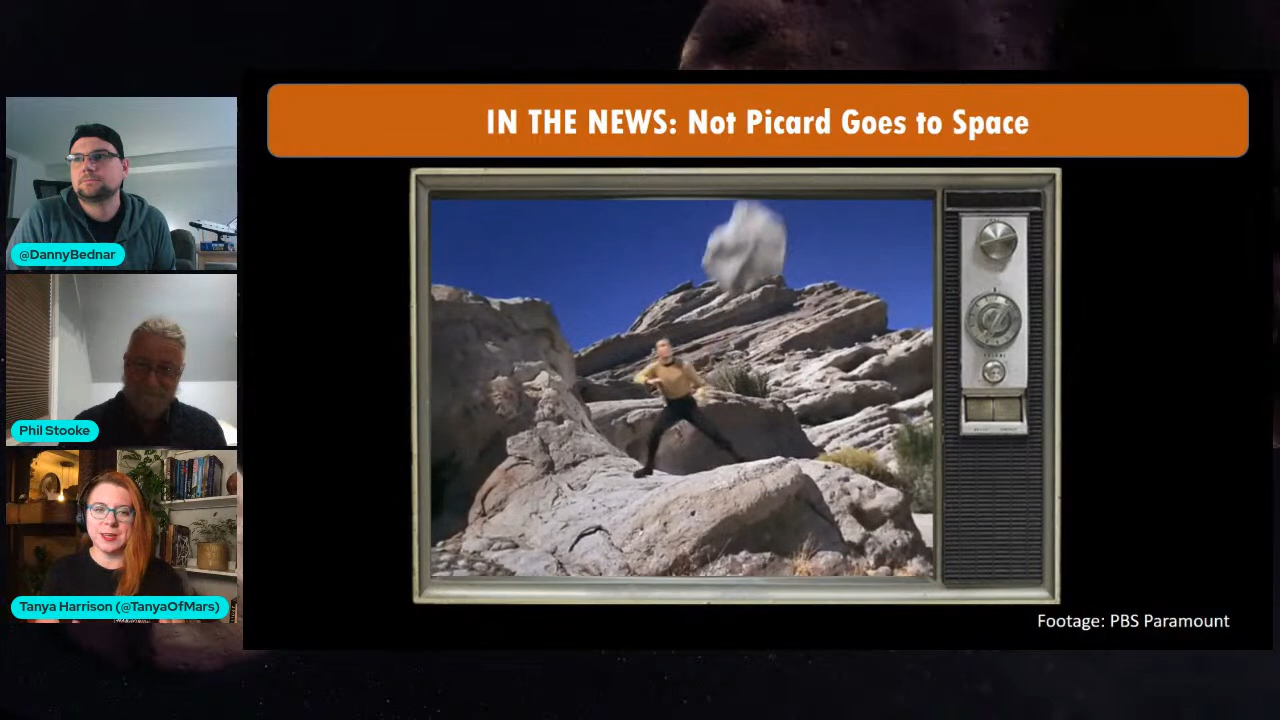 IN THE NEWS: Not Picard Goes to Space
@DannyBednar
Phil Stooke
Tanya Harrison (@TanyaOfMars)
Footage: PBS Paramount